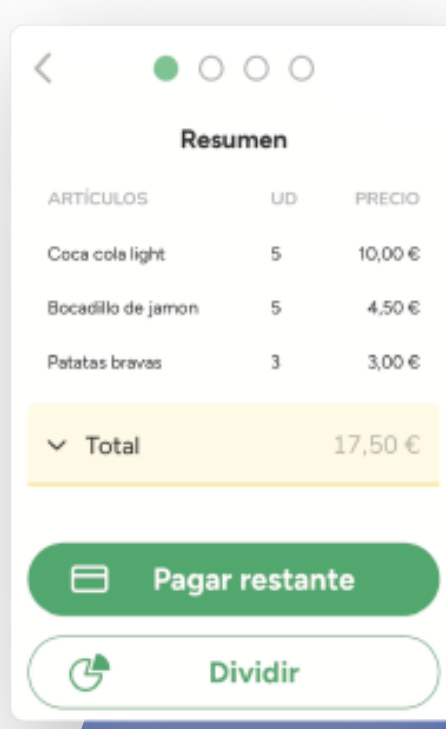 Resumen
ARTÍCULOS UD PRECIO
Coca cola light 5 10,00 €
Bocadillo de jamon 5 4,50 €
Patatas bravas 3 3,00 €
Total 17,50 €
Pagar restante
Dividir